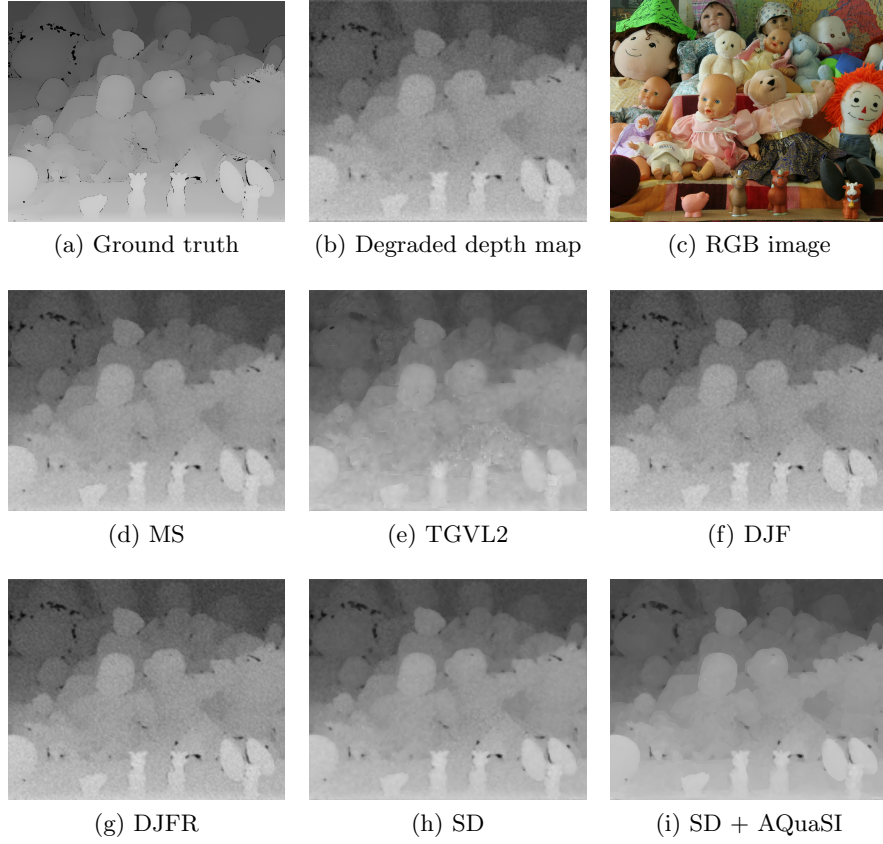 (a) Ground truth
(b) Degraded depth map
(c) RGB image
(d) MS
(e) TGVL2
(f) DJF
(g) DJFR
(h) SD
(i) SD + AQuaSI